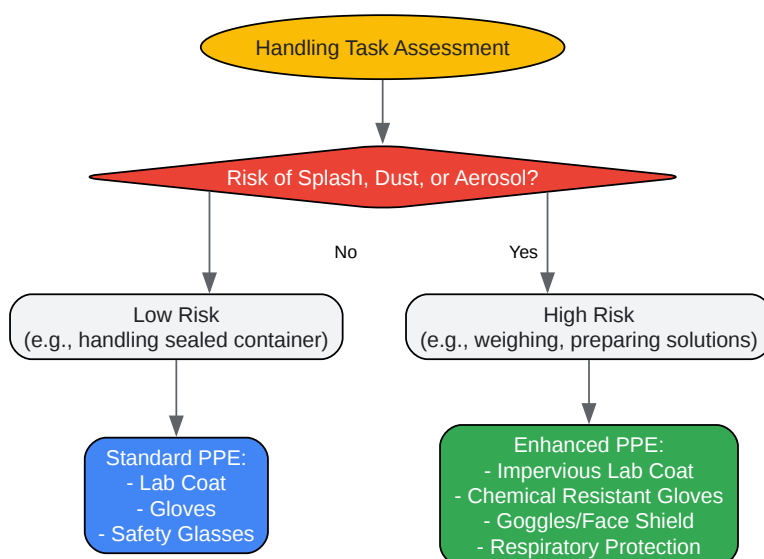 Handling Task Assessment
Risk of Splash, Dust, or Aerosol?
No
Yes
Low Risk
(e.g., handling sealed container)
High Risk
(e.g., weighing, preparing solutions)
Standard PPE:
- Lab Coat
- Gloves
- Safety Glasses
Enhanced PPE:
- Impervious Lab Coat
- Chemical Resistant Gloves
- Goggles/Face Shield
- Respiratory Protection